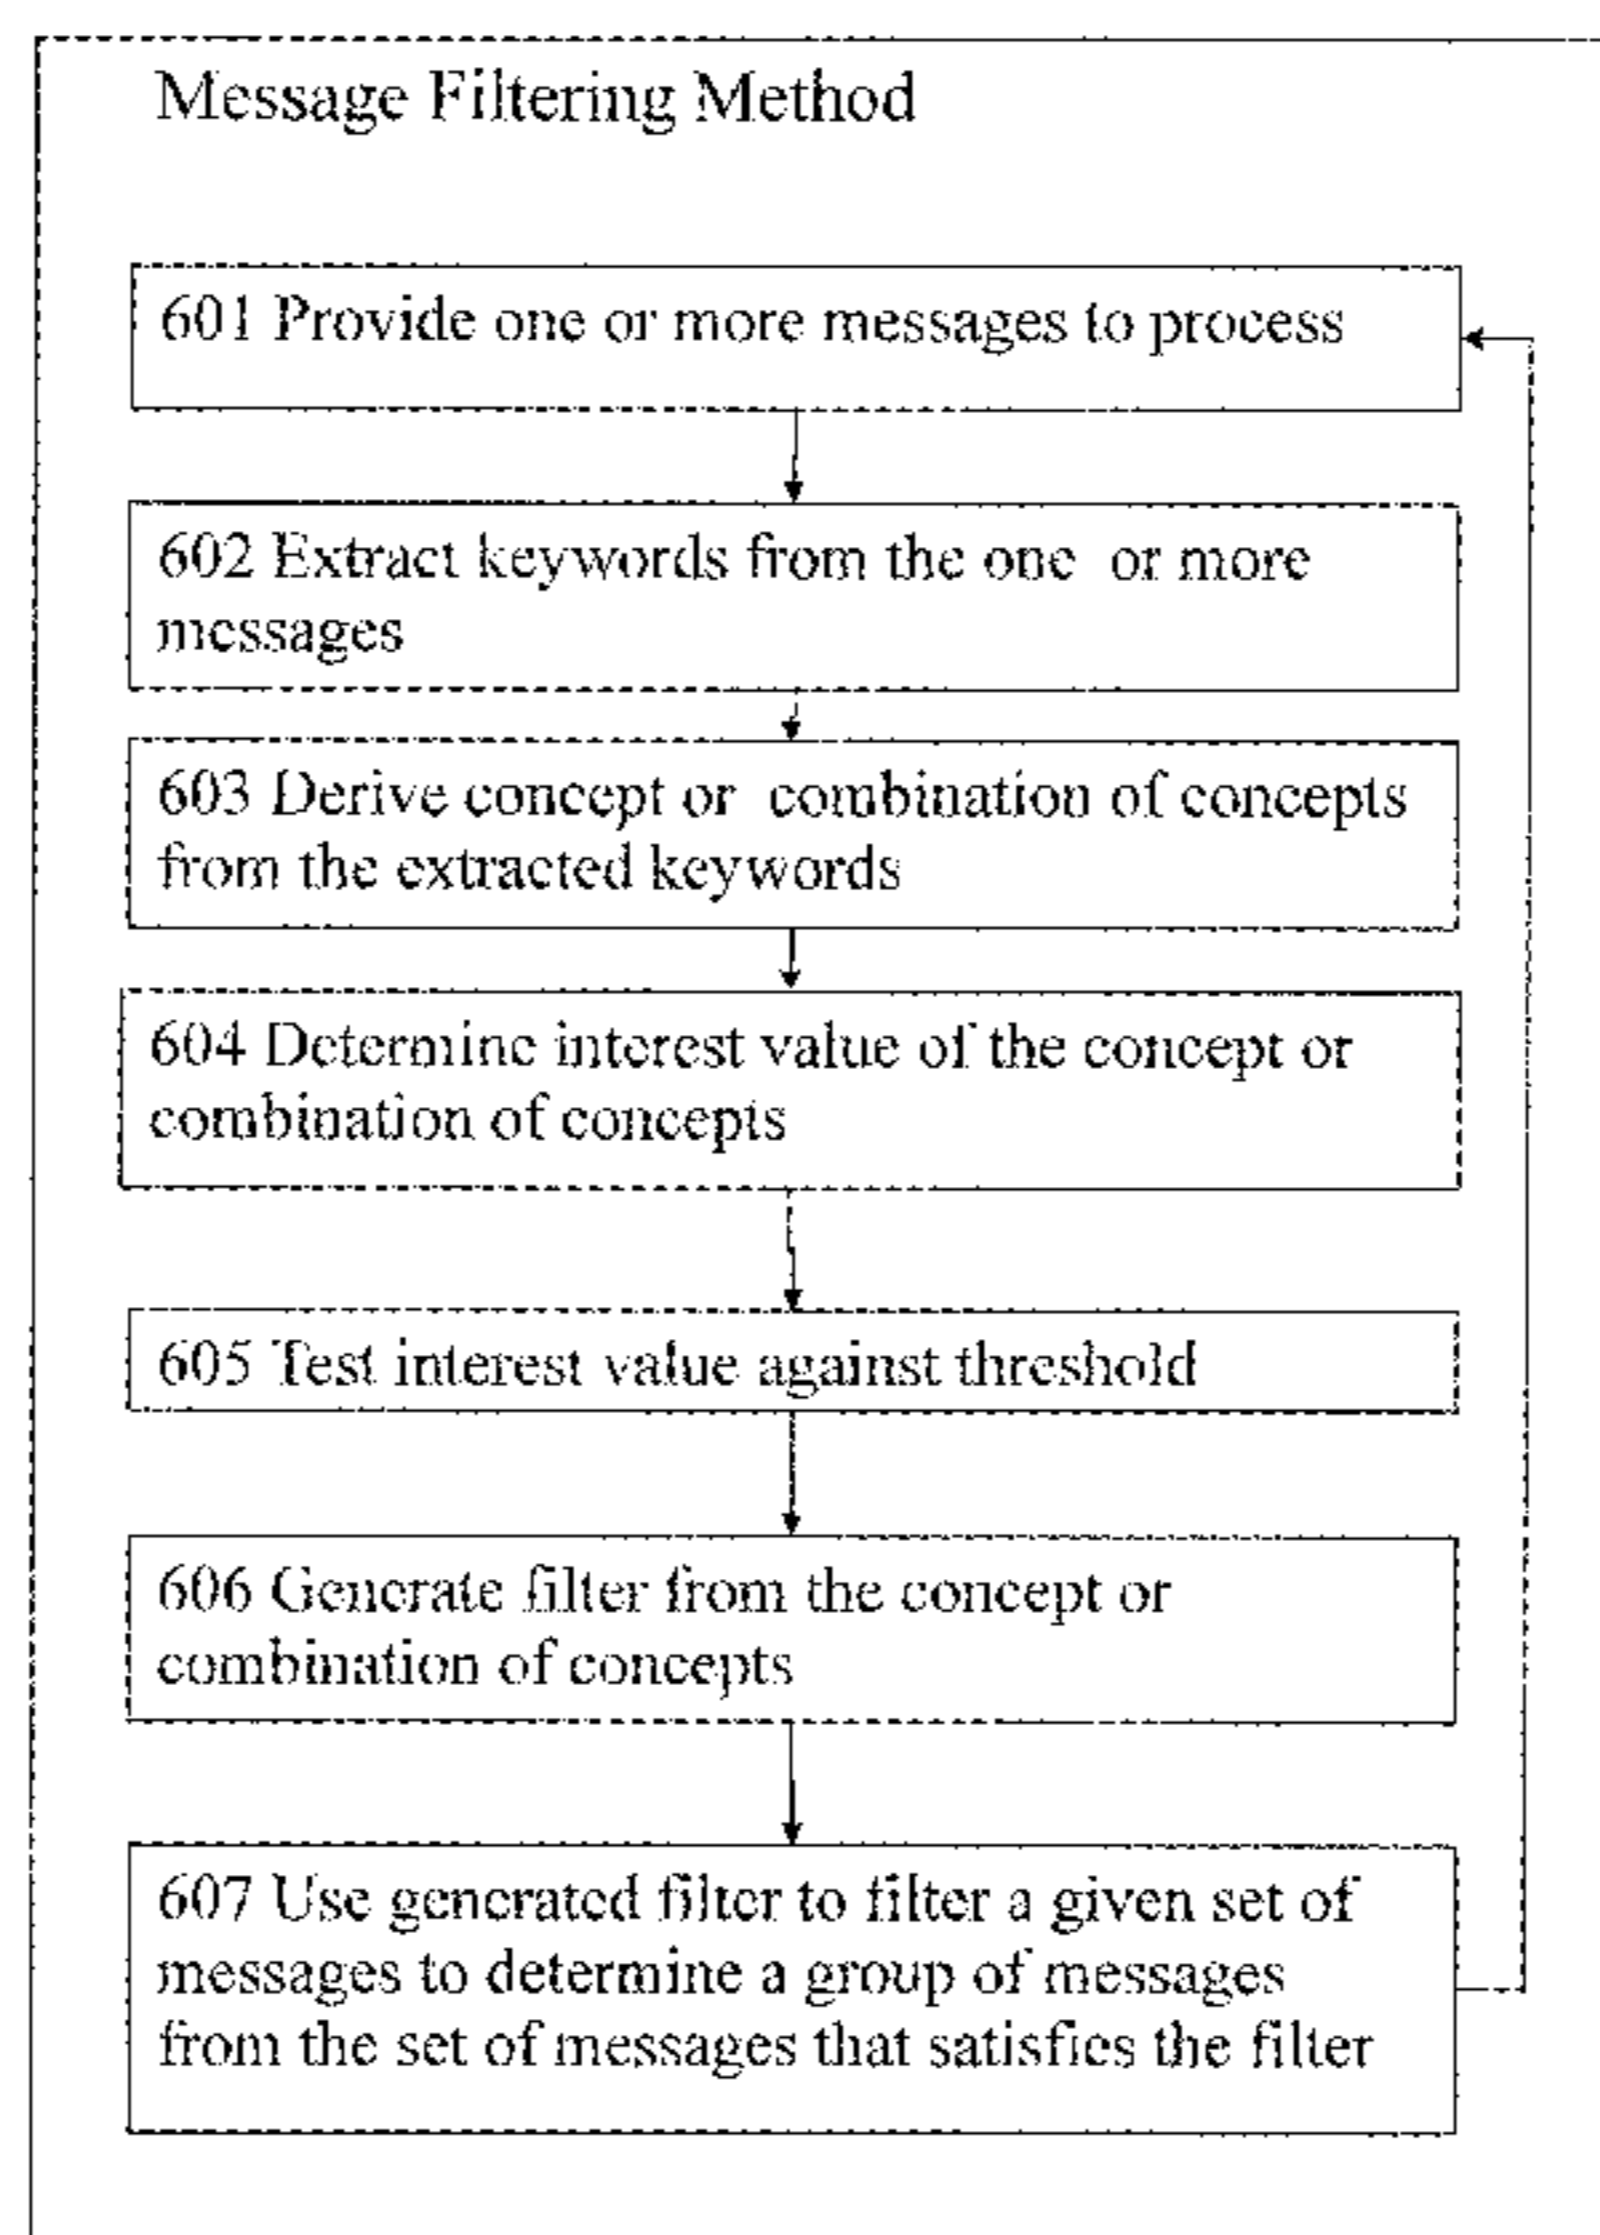 Message Filtering Method
601 Provide one or more messages to process
602 Extract keywords from the one or more
messages
603 Derive concept or combination of concepts
from the extracted keywords
604 Determine interest value of the concept or
combination of concepts
605 Test interest value against threshold
606 Generate filter from the concept or
combination of concepts
607 Use generated filter to filter a given set of
messages to determine a group of messages
from the set of messages that satisfies the filter